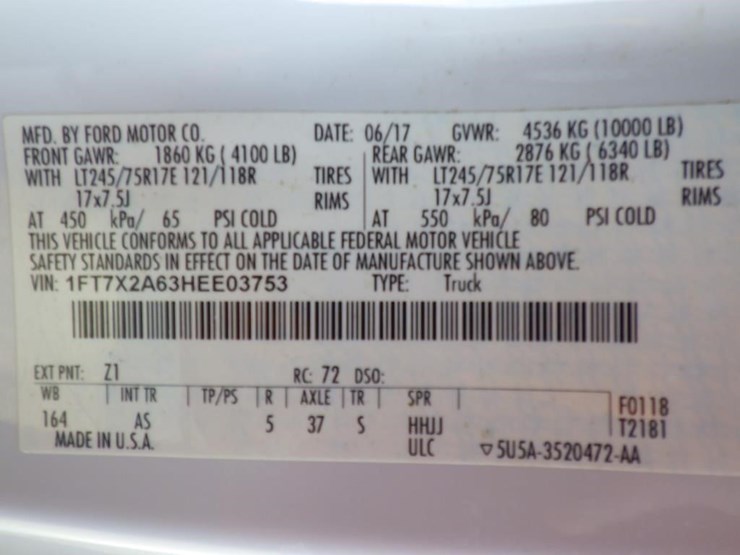 MFD. BY FORD MOTOR CO. DATE: 06/17 GVWR: 4536 KG (10000 LB)
FRONT GAWR: 1860 KG ( 4100 LB) REAR GAWR: 2876 KG ( 6340 LB)
WITH LT245/75R17E 121/118R TIRES WITH LT245/75R17E 121/118R TIRES
17x7.5J RIMS 17x7.5J RIMS
AT 450 kPa/ 65 PSI COLD AT 550 kPa/ 80 PSI COLD
THIS VEHICLE CONFORMS TO ALL APPLICABLE FEDERAL MOTOR VEHICLE
SAFETY STANDARDS IN EFFECT ON THE DATE OF MANUFACTURE SHOWN ABOVE.
VIN: 1FT7X2A63HEE03753 TYPE: Truck
EXT PNT: Z1 RC: 72 DSO:
WB INT TR TP/PS R AXLE TR SPR F0118
164 AS 5 37 S HHJJ T2181
MADE IN U.S.A. ULC ▽5U5A-3520472-AA